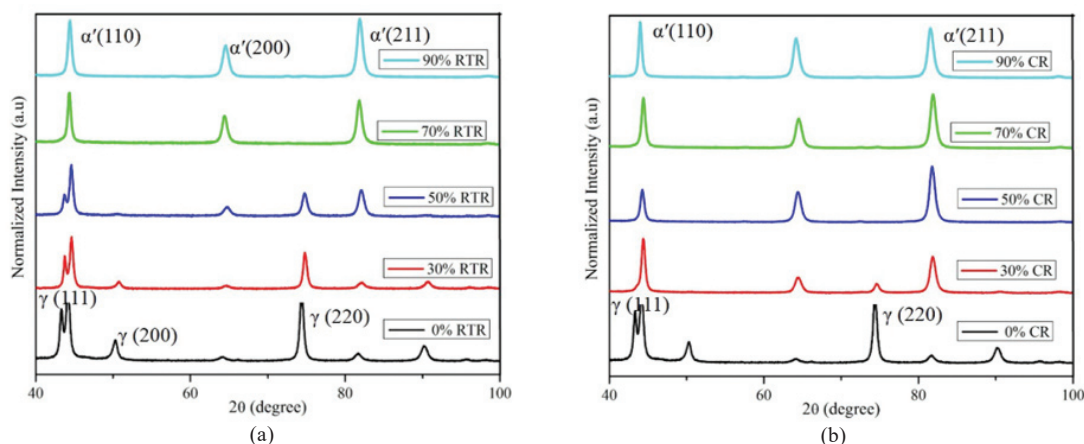 α′(110)
α′(200)
α′(211)
90% RTR
70% RTR
50% RTR
30% RTR
γ (111)
γ (200)
γ (220)
0% RTR
Normalized Intensity (a.u)
40
60
80
100
20 (degree)
(a)
α′(110)
α′(211)
90% CR
70% CR
50% CR
30% CR
γ (111)
γ (220)
0% CR
Normalized Intensity (a.u)
40
60
80
100
20 (degree)
(b)